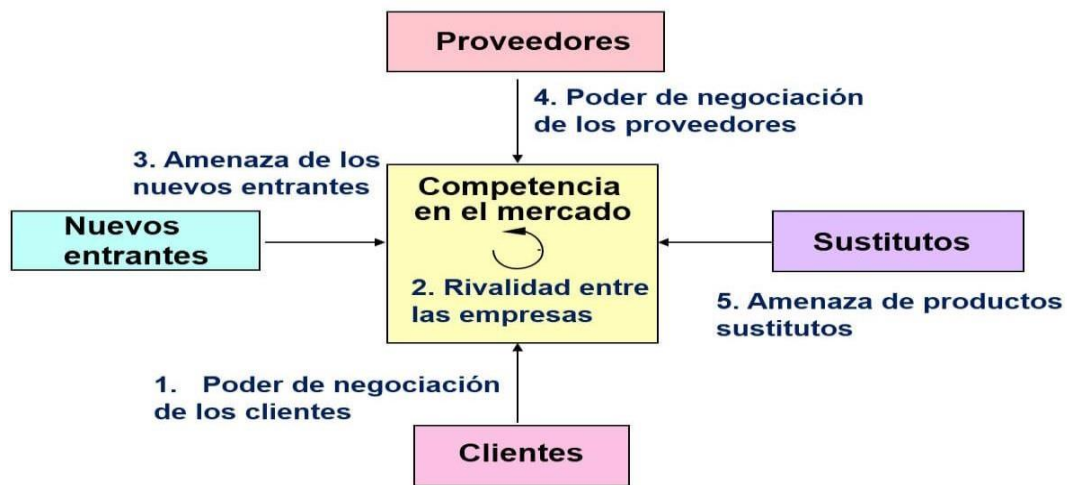 Proveedores
4. Poder de negociación
de los proveedores
3. Amenaza de los
nuevos entrantes
Competencia
en el mercado
Nuevos
entrantes
Sustitutos
2. Rivalidad entre
las empresas
5. Amenaza de productos
sustitutos
1. Poder de negociación
de los clientes
Clientes